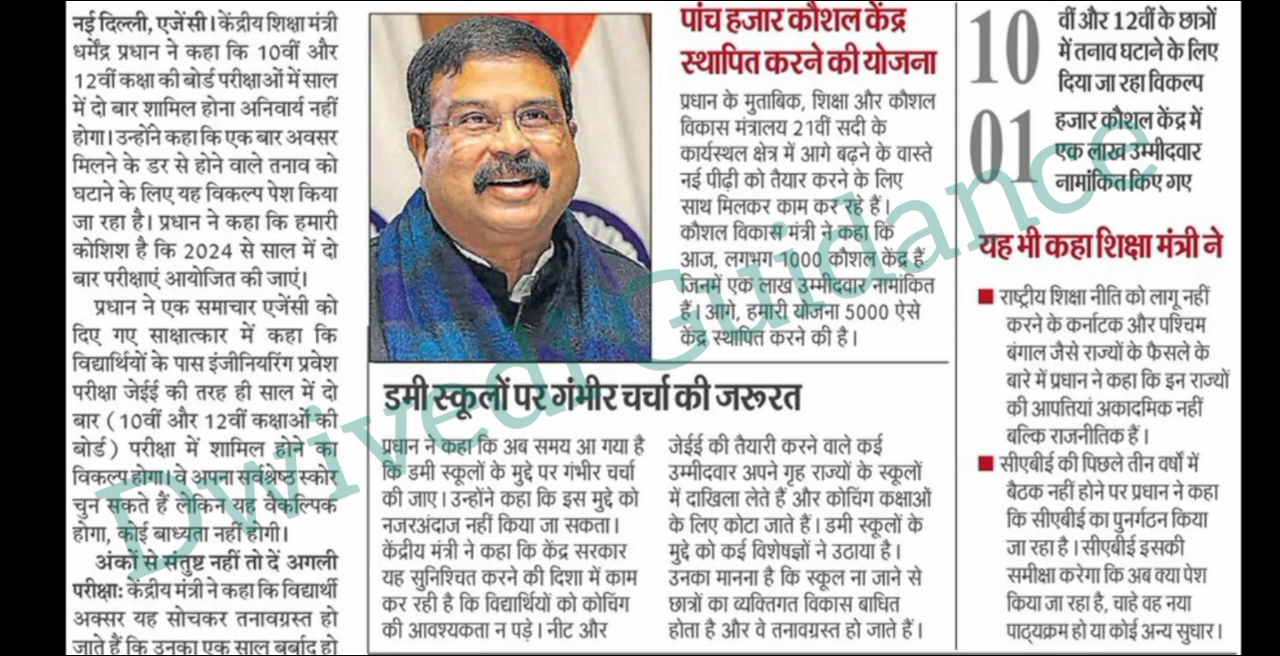 नई दिल्ली, एजेंसी। केंद्रीय शिक्षा मंत्री
धर्मेंद्र प्रधान ने कहा कि 10वीं और
12वीं कक्षा की बोर्ड परीक्षाओं में साल
में दो बार शामिल होना अनिवार्य नहीं
होगा। उन्होंने कहा कि एक बार अवसर
मिलने के डर से होने वाले तनाव को
घटाने के लिए यह विकल्प पेश किया
जा रहा है। प्रधान ने कहा कि हमारी
कोशिश है कि 2024 से साल में दो
बार परीक्षाएं आयोजित की जाएं।
प्रधान ने एक समाचार एजेंसी को
दिए गए साक्षात्कार में कहा कि
विद्यार्थियों के पास इंजीनियरिंग प्रवेश
परीक्षा जेईई की तरह ही साल में दो
बार (10वीं और 12वीं कक्षाओं की
बोर्ड) परीक्षा में शामिल होने का
विकल्प होगा। वे अपना सर्वश्रेष्ठ स्कोर
चुन सकते हैं लेकिन यह वैकल्पिक
होगा, कोई बाध्यता नहीं होगी।
अंकों से संतुष्ट नहीं तो दें अगली
परीक्षा: केंद्रीय मंत्री ने कहा कि विद्यार्थी
अक्सर यह सोचकर तनावग्रस्त हो
जाते हैं कि उनका एक साल बर्बाद हो
पांच हजार कौशल केंद्र
स्थापित करने की योजना
प्रधान के मुताबिक, शिक्षा और कौशल
विकास मंत्रालय 21वीं सदी के
कार्यस्थल क्षेत्र में आगे बढ़ने के वास्ते
नई पीढ़ी को तैयार करने के लिए
साथ मिलकर काम कर रहे हैं।
कौशल विकास मंत्री ने कहा कि
आज, लगभग 1000 कौशल केंद्र हैं
जिनमें एक लाख उम्मीदवार नामांकित
हैं। आगे, हमारी योजना 5000 ऐसे
केंद्र स्थापित करने की है।
डमी स्कूलों पर गंभीर चर्चा की जरूरत
प्रधान ने कहा कि अब समय आ गया है
कि डमी स्कूलों के मुद्दे पर गंभीर चर्चा
की जाए। उन्होंने कहा कि इस मुद्दे को
नजरअंदाज नहीं किया जा सकता।
केंद्रीय मंत्री ने कहा कि केंद्र सरकार
यह सुनिश्चित करने की दिशा में काम
कर रही है कि विद्यार्थियों को कोचिंग
की आवश्यकता न पड़े। नीट और
जेईई की तैयारी करने वाले कई
उम्मीदवार अपने गृह राज्यों के स्कूलों
में दाखिला लेते हैं और कोचिंग कक्षाओं
के लिए कोटा जाते हैं। डमी स्कूलों के
मुद्दे को कई विशेषज्ञों ने उठाया है।
उनका मानना है कि स्कूल ना जाने से
छात्रों का व्यक्तिगत विकास बाधित
होता है और वे तनावग्रस्त हो जाते हैं।
10 वीं और 12वीं के छात्रों
में तनाव घटाने के लिए
दिया जा रहा विकल्प
01 हजार कौशल केंद्र में
एक लाख उम्मीदवार
नामांकित किए गए
यह भी कहा शिक्षा मंत्री ने
राष्ट्रीय शिक्षा नीति को लागू नहीं
करने के कर्नाटक और पश्चिम
बंगाल जैसे राज्यों के फैसले के
बारे में प्रधान ने कहा कि इन राज्यों
की आपत्तियां अकादमिक नहीं
बल्कि राजनीतिक हैं।
सीएबीई की पिछले तीन वर्षों में
बैठक नहीं होने पर प्रधान ने कहा
कि सीएबीई का पुनर्गठन किया
जा रहा है। सीएबीई इसकी
समीक्षा करेगा कि अब क्या पेश
किया जा रहा है, चाहे वह नया
पाठ्यक्रम हो या कोई अन्य सुधार।
Dwivedi Guidance